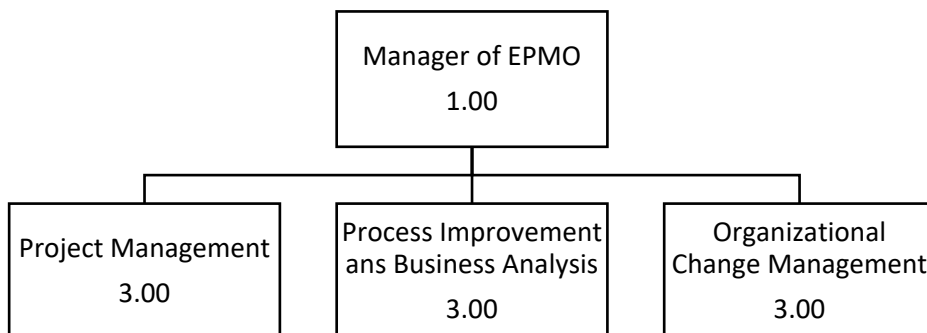 Manager of EPMO
1.00
Project Management
3.00
Process Improvement
ans Business Analysis
3.00
Organizational
Change Management
3.00